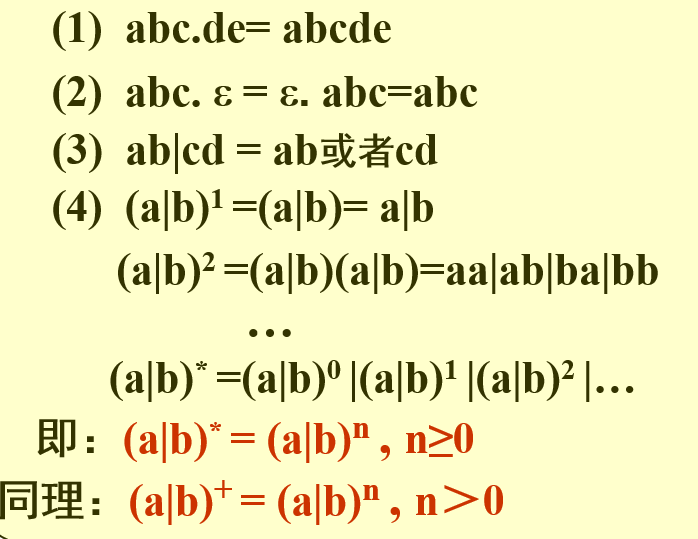 (1) abc.de= abcde
(2) abc. ε = ε. abc=abc
(3) ab|cd = ab或者cd
(4) (a|b)¹ =(a|b)= a|b
(a|b)² =(a|b)(a|b)=aa|ab|ba|bb
…
(a|b)* =(a|b)⁰ |(a|b)¹ |(a|b)² |…
即：(a|b)* = (a|b)ⁿ , n≥0
同理：(a|b)⁺ = (a|b)ⁿ , n＞0